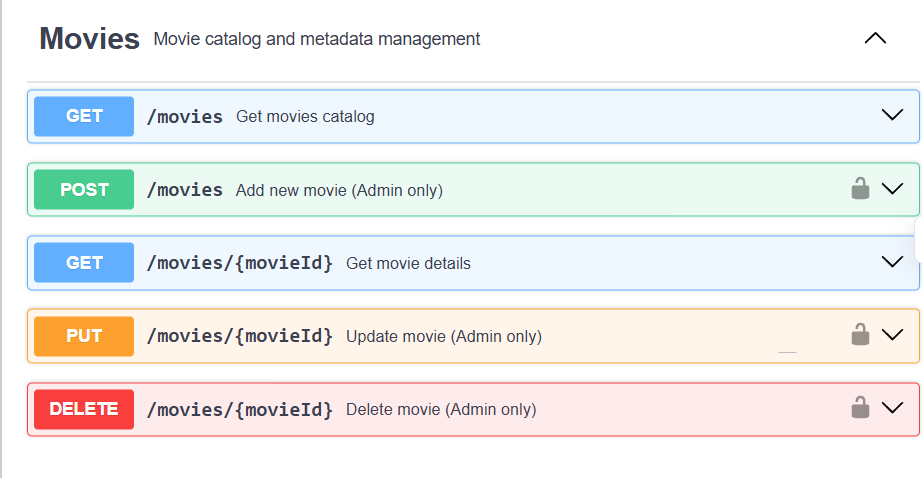 Movies Movie catalog and metadata management
GET /movies Get movies catalog
POST /movies Add new movie (Admin only)
GET /movies/{movieId} Get movie details
PUT /movies/{movieId} Update movie (Admin only)
DELETE /movies/{movieId} Delete movie (Admin only)